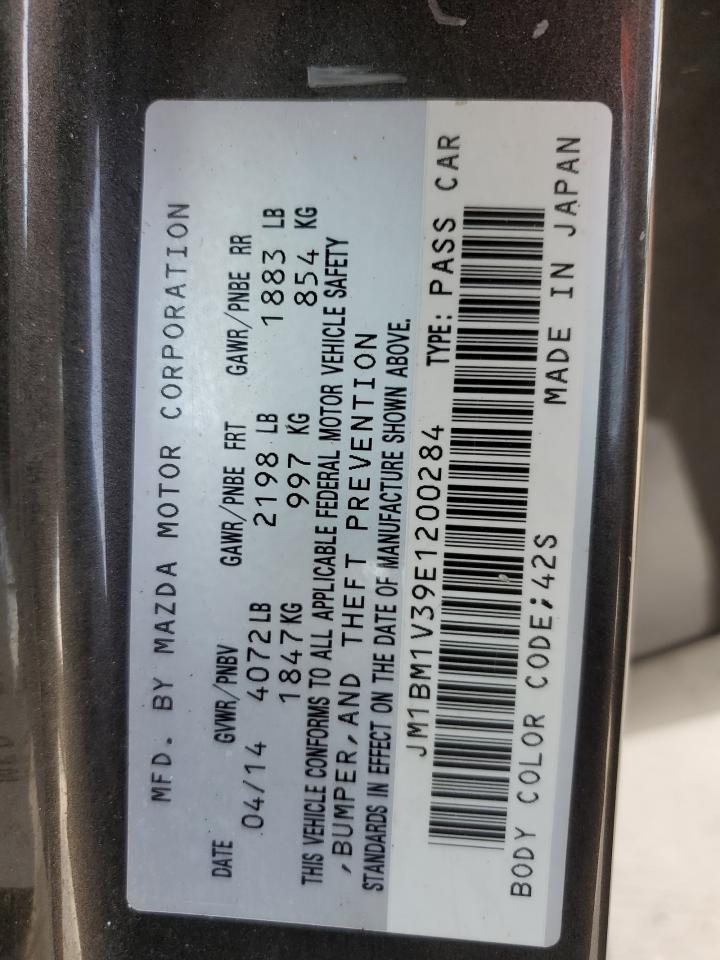 MFD. BY MAZDA MOTOR CORPORATION
DATE GVWR/PNBV GAWR/PNBE FRT GAWR/PNBE RR
04/14 4072LB 2198 LB 1883 LB
1847KG 997 KG 854 KG
THIS VEHICLE CONFORMS TO ALL APPLICABLE FEDERAL MOTOR VEHICLE SAFETY
,BUMPER,AND THEFT PREVENTION
STANDARDS IN EFFECT ON THE DATE OF MANUFACTURE SHOWN ABOVE.
JM1BM1V39E1200284 TYPE: PASS CAR
BODY COLOR CODE;42S MADE IN JAPAN